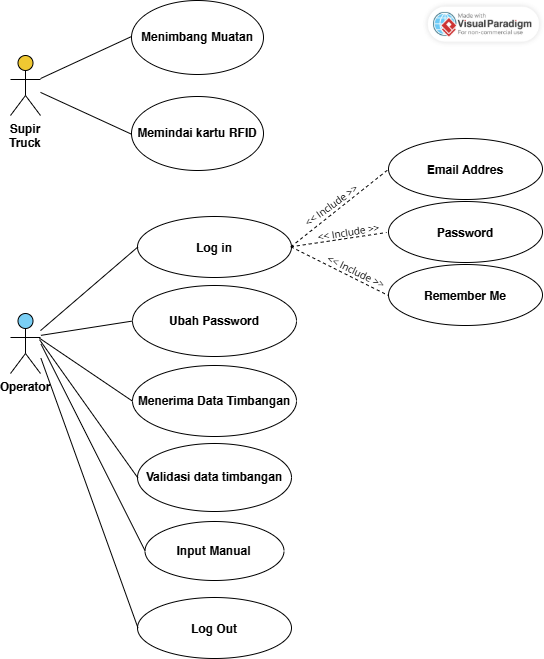 Made with
Visual Paradigm
For non-commercial use
Menimbang Muatan
Supir
Truck
Memindai kartu RFID
Email Addres
<< Include >>
Log in
<< Include >>
Password
<< Include >>
Remember Me
Ubah Password
Operator
Menerima Data Timbangan
Validasi data timbangan
Input Manual
Log Out